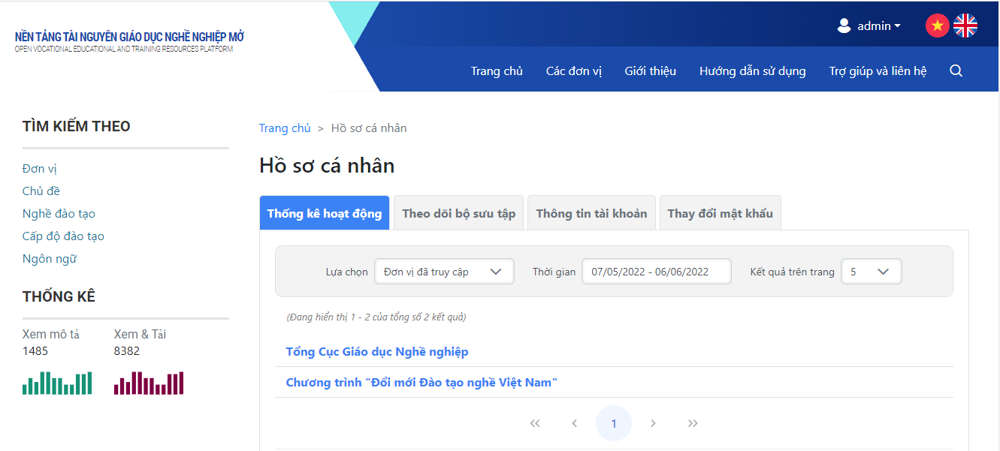 NỀN TẢNG TÀI NGUYÊN GIÁO DỤC NGHỀ NGHIỆP MỞ
OPEN VOCATIONAL EDUCATIONAL AND TRAINING RESOURCES PLATFORM
admin
Trang chủ Các đơn vị Giới thiệu Hướng dẫn sử dụng Trợ giúp và liên hệ
TÌM KIẾM THEO
Đơn vị
Chủ đề
Nghề đào tạo
Cấp độ đào tạo
Ngôn ngữ
THỐNG KÊ
Xem mô tả Xem & Tải
1485 8382
Trang chủ > Hồ sơ cá nhân
Hồ sơ cá nhân
Thống kê hoạt động Theo dõi bộ sưu tập Thông tin tài khoản Thay đổi mật khẩu
Lựa chọn Đơn vị đã truy cập Thời gian 07/05/2022 - 06/06/2022 Kết quả trên trang 5
(Đang hiển thị 1 - 2 của tổng số 2 kết quả)
Tổng Cục Giáo dục Nghề nghiệp
Chương trình "Đổi mới Đào tạo nghề Việt Nam"
<< < 1 > >>